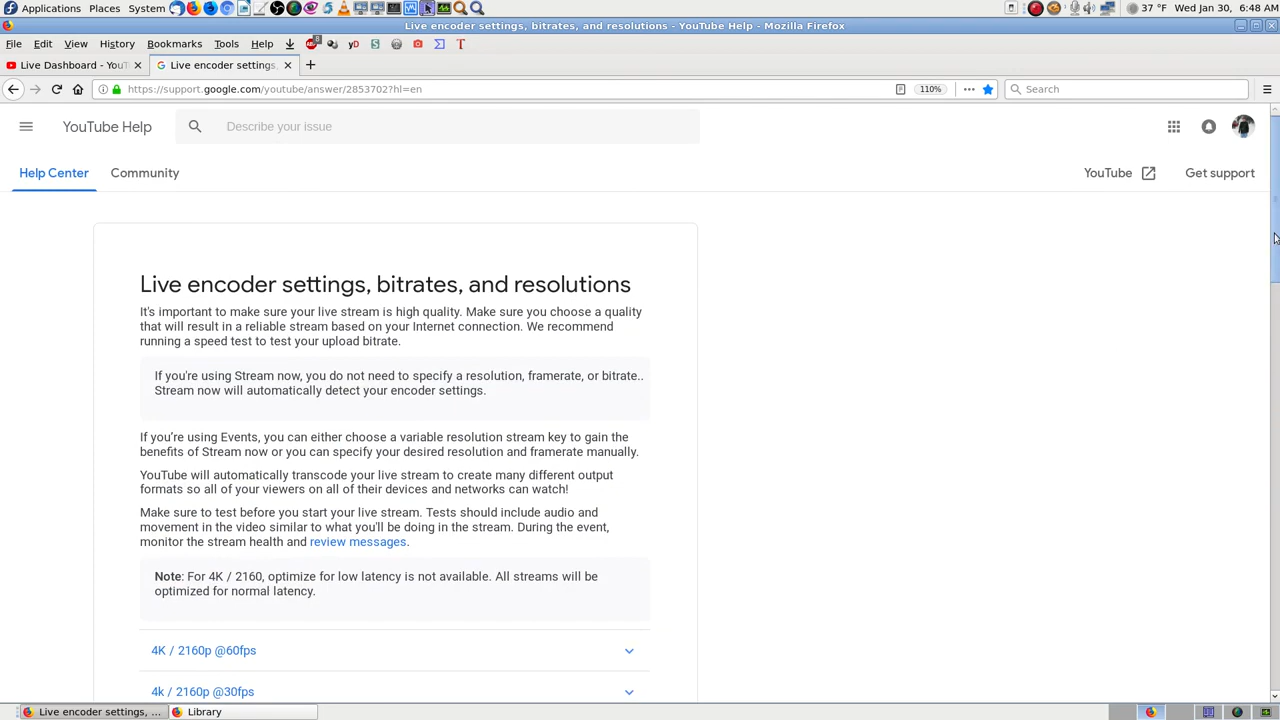 Applications Places System 37 °F Wed Jan 30, 6:48 AM
Live encoder settings, bitrates, and resolutions - YouTube Help - Mozilla Firefox
File Edit View History Bookmarks Tools Help
Live Dashboard - YouT Live encoder settings,
https://support.google.com/youtube/answer/2853702?hl=en 110% Search
YouTube Help Describe your issue
Help Center Community YouTube Get support
Live encoder settings, bitrates, and resolutions
It's important to make sure your live stream is high quality. Make sure you choose a quality
that will result in a reliable stream based on your Internet connection. We recommend
running a speed test to test your upload bitrate.
If you're using Stream now, you do not need to specify a resolution, framerate, or bitrate..
Stream now will automatically detect your encoder settings.
If you’re using Events, you can either choose a variable resolution stream key to gain the
benefits of Stream now or you can specify your desired resolution and framerate manually.
YouTube will automatically transcode your live stream to create many different output
formats so all of your viewers on all of their devices and networks can watch!
Make sure to test before you start your live stream. Tests should include audio and
movement in the video similar to what you'll be doing in the stream. During the event,
monitor the stream health and review messages.
Note: For 4K / 2160, optimize for low latency is not available. All streams will be
optimized for normal latency.
4K / 2160p @60fps
4k / 2160p @30fps
Live encoder settings, ... Library